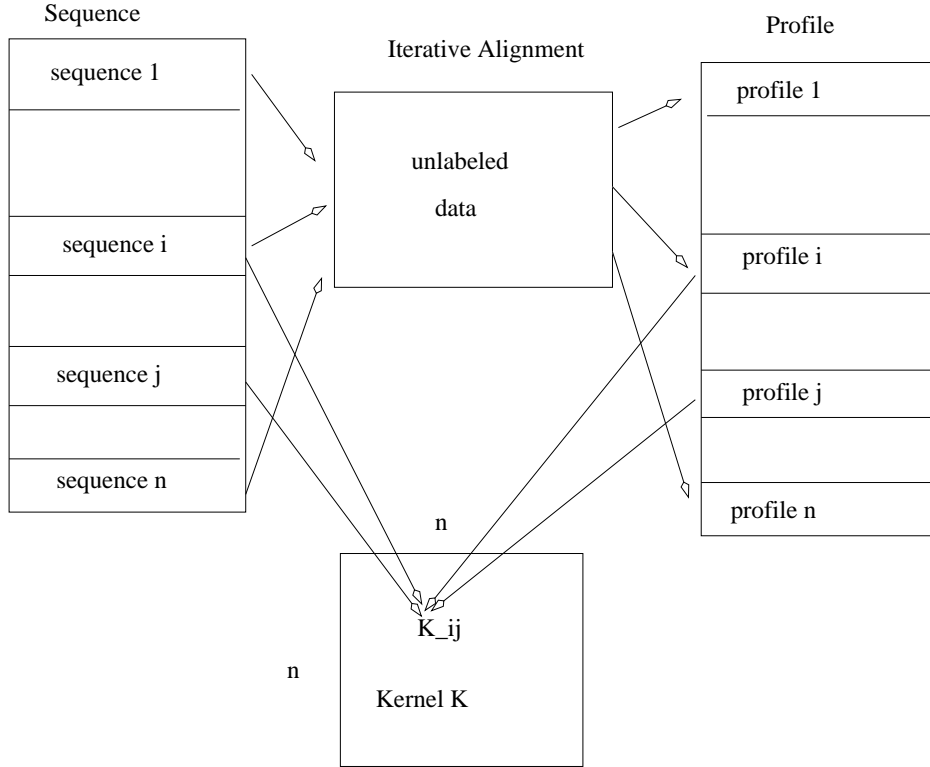 Sequence
sequence 1
sequence i
sequence j
sequence n
Iterative Alignment
unlabeled
data
Profile
profile 1
profile i
profile j
profile n
n
n
K_ij
Kernel K